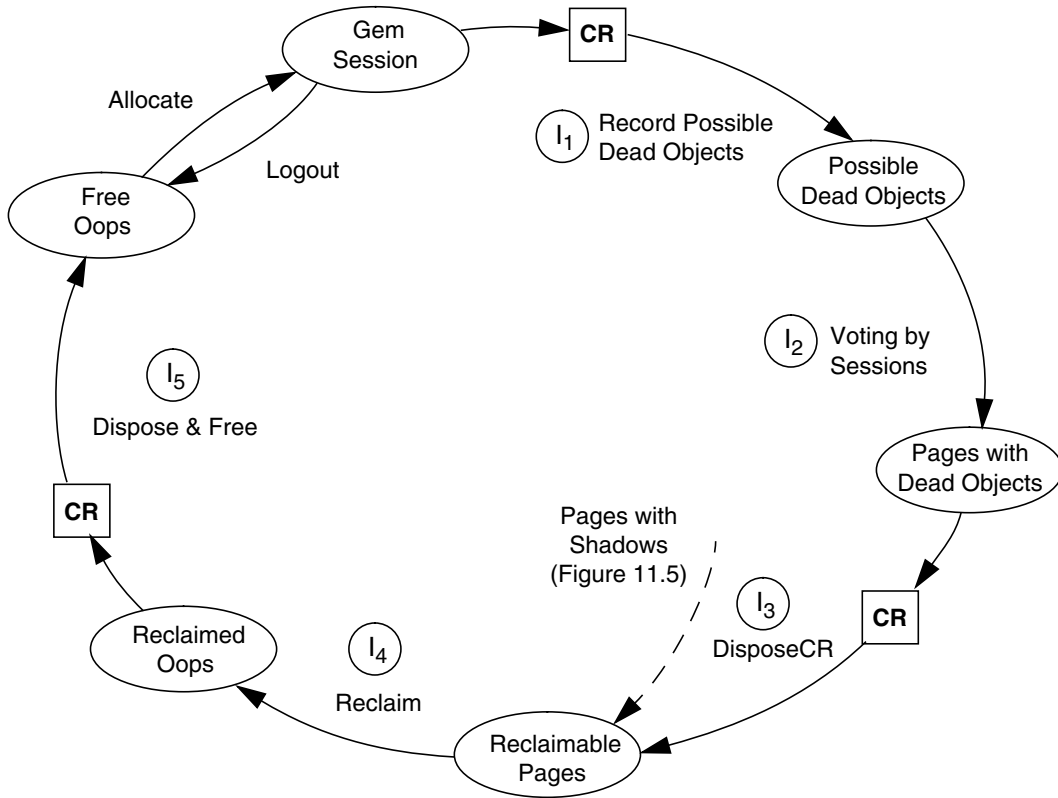 Gem
Session
CR
Allocate
Logout
Free
Oops
I1
Record Possible
Dead Objects
Possible
Dead Objects
I2
Voting by
Sessions
Pages with
Dead Objects
CR
I3
DisposeCR
Pages with
Shadows
(Figure 11.5)
Reclaimable
Pages
I4
Reclaim
Reclaimed
Oops
CR
I5
Dispose & Free